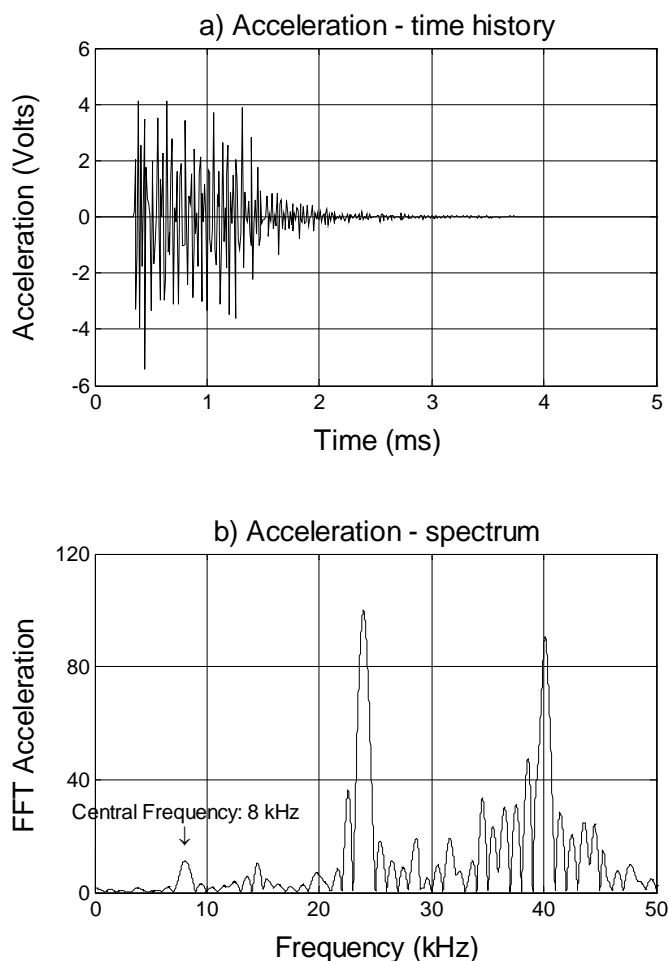 a) Acceleration - time history
6
4
2
0
-2
-4
-6
Acceleration (Volts)
0 1 2 3 4 5
Time (ms)
b) Acceleration - spectrum
120
80
40
0
FFT Acceleration
Central Frequency: 8 kHz
0 10 20 30 40 50
Frequency (kHz)